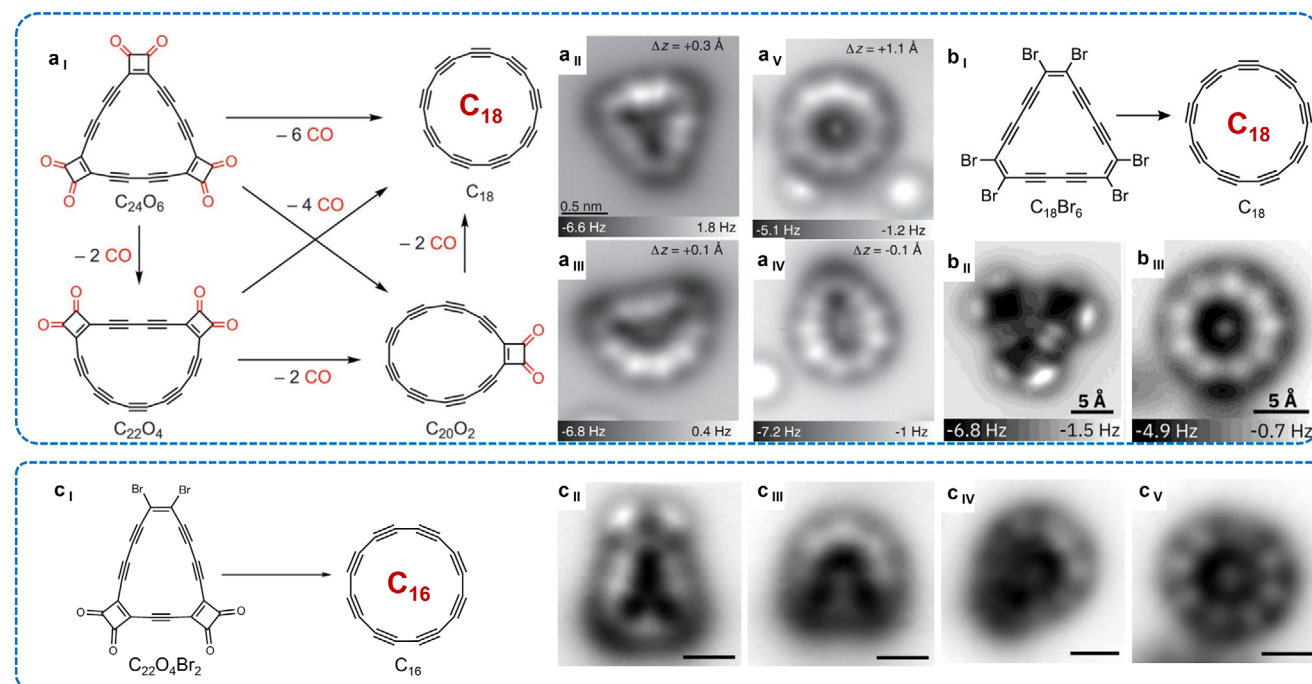 a I
O O
C18
– 6 CO
O O O O
C24O6
C18
– 4 CO
– 2 CO
– 2 CO
O O O O
– 2 CO
O O
C22O4
C20O2
a II
Δz = +0.3 Å
0.5 nm
-6.6 Hz 1.8 Hz
a V
Δz = +1.1 Å
-5.1 Hz -1.2 Hz
a III
Δz = +0.1 Å
-6.8 Hz 0.4 Hz
a IV
Δz = -0.1 Å
-7.2 Hz -1 Hz
b I
Br Br
C18
Br Br
Br Br
C18Br6
C18
b II
5 Å
-6.8 Hz -1.5 Hz
b III
5 Å
-4.9 Hz -0.7 Hz
c I
Br Br
C16
O O
O O
C22O4Br2
C16
c II
c III
c IV
c V